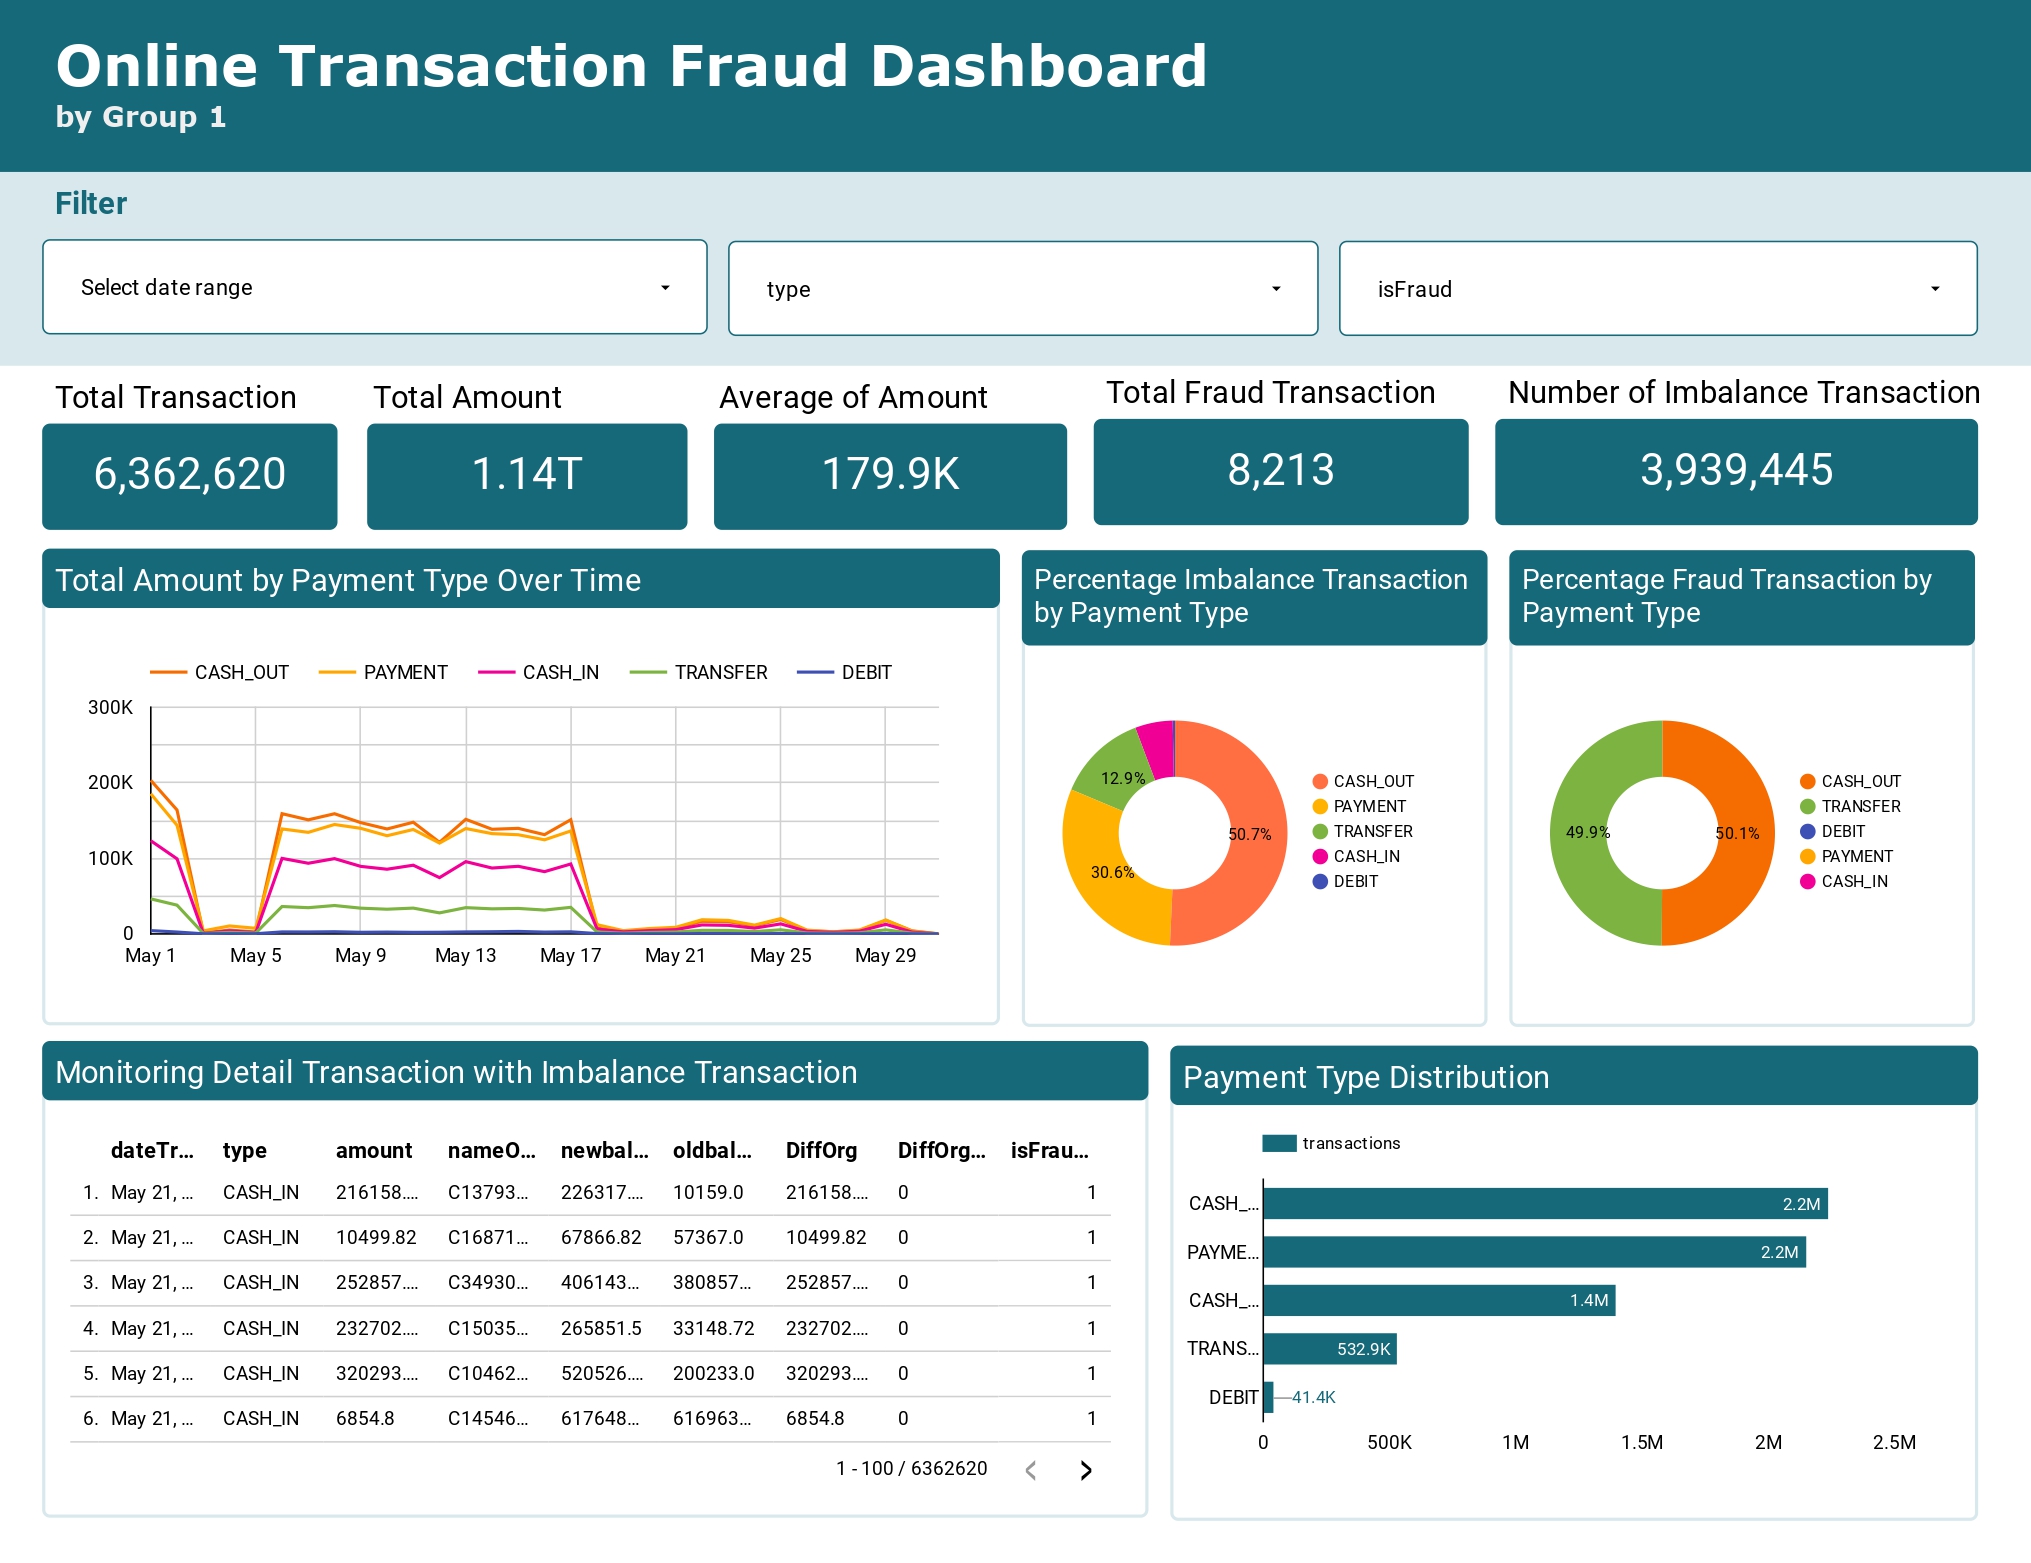 Online Transaction Fraud Dashboard
by Group 1
Filter
Select date range
type
isFraud
Total Transaction
6,362,620
Total Amount
1.14T
Average of Amount
179.9K
Total Fraud Transaction
8,213
Number of Imbalance Transaction
3,939,445
Total Amount by Payment Type Over Time
CASH_OUT PAYMENT CASH_IN TRANSFER DEBIT
300K
200K
100K
0
May 1 May 5 May 9 May 13 May 17 May 21 May 25 May 29
Percentage Imbalance Transaction
by Payment Type
12.9%
50.7%
30.6%
CASH_OUT
PAYMENT
TRANSFER
CASH_IN
DEBIT
Percentage Fraud Transaction by
Payment Type
49.9% 50.1%
CASH_OUT
TRANSFER
DEBIT
PAYMENT
CASH_IN
Monitoring Detail Transaction with Imbalance Transaction
dateTr... type amount nameO... newbal... oldbal... DiffOrg DiffOrg... isFrau...
1. May 21, ... CASH_IN 216158.... C13793... 226317.... 10159.0 216158.... 0 1
2. May 21, ... CASH_IN 10499.82 C16871... 67866.82 57367.0 10499.82 0 1
3. May 21, ... CASH_IN 252857.... C34930... 406143... 380857... 252857.... 0 1
4. May 21, ... CASH_IN 232702.... C15035... 265851.5 33148.72 232702.... 0 1
5. May 21, ... CASH_IN 320293.... C10462... 520526.... 200233.0 320293.... 0 1
6. May 21, ... CASH_IN 6854.8 C14546... 617648... 616963... 6854.8 0 1
1 - 100 / 6362620 < >
Payment Type Distribution
transactions
CASH_... 2.2M
PAYME... 2.2M
CASH_... 1.4M
TRANS... 532.9K
DEBIT 41.4K
0 500K 1M 1.5M 2M 2.5M